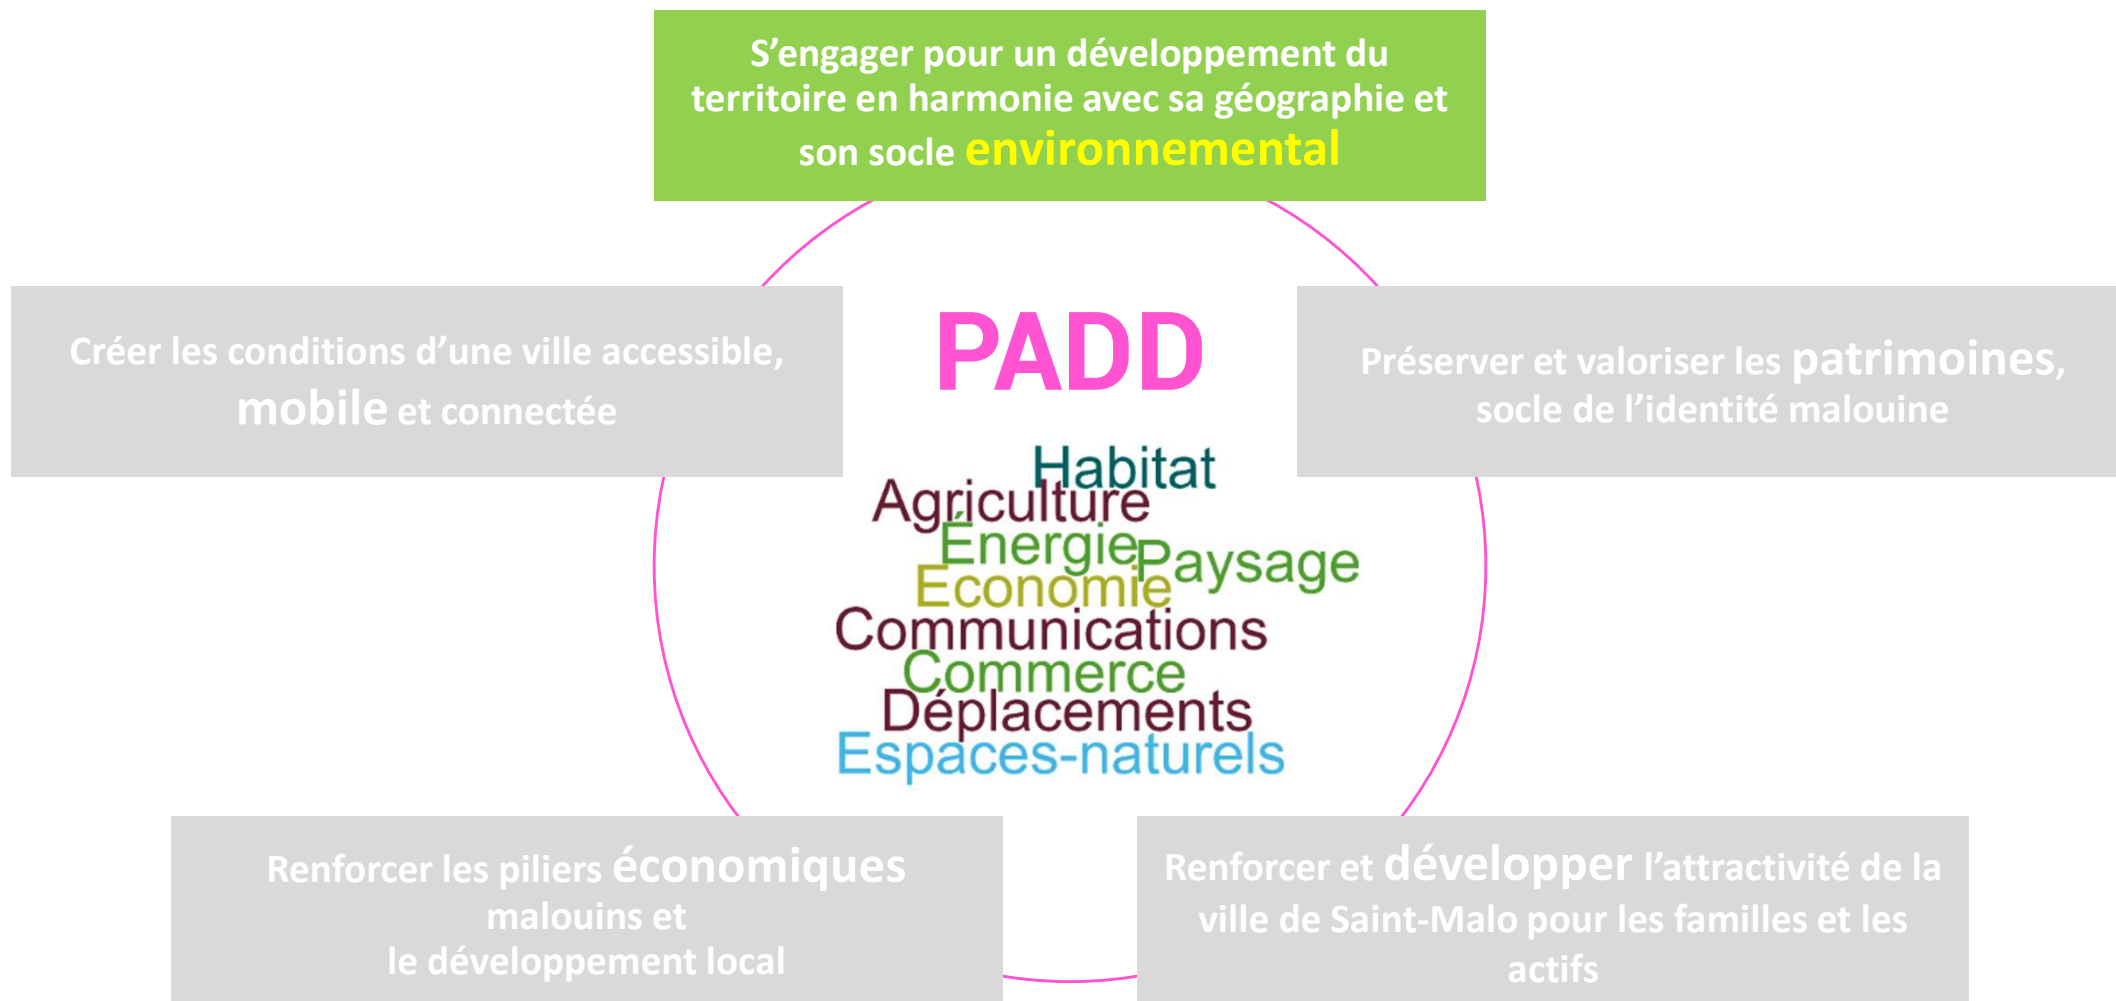 S’engager pour un développement du
territoire en harmonie avec sa géographie et
son socle environnemental
Créer les conditions d’une ville accessible,
mobile et connectée
PADD
Préserver et valoriser les patrimoines,
socle de l’identité malouine
Habitat
Agriculture
Énergie
Paysage
Economie
Communications
Commerce
Déplacements
Espaces-naturels
Renforcer les piliers économiques
malouins et
le développement local
Renforcer et développer l’attractivité de la
ville de Saint-Malo pour les familles et les
actifs